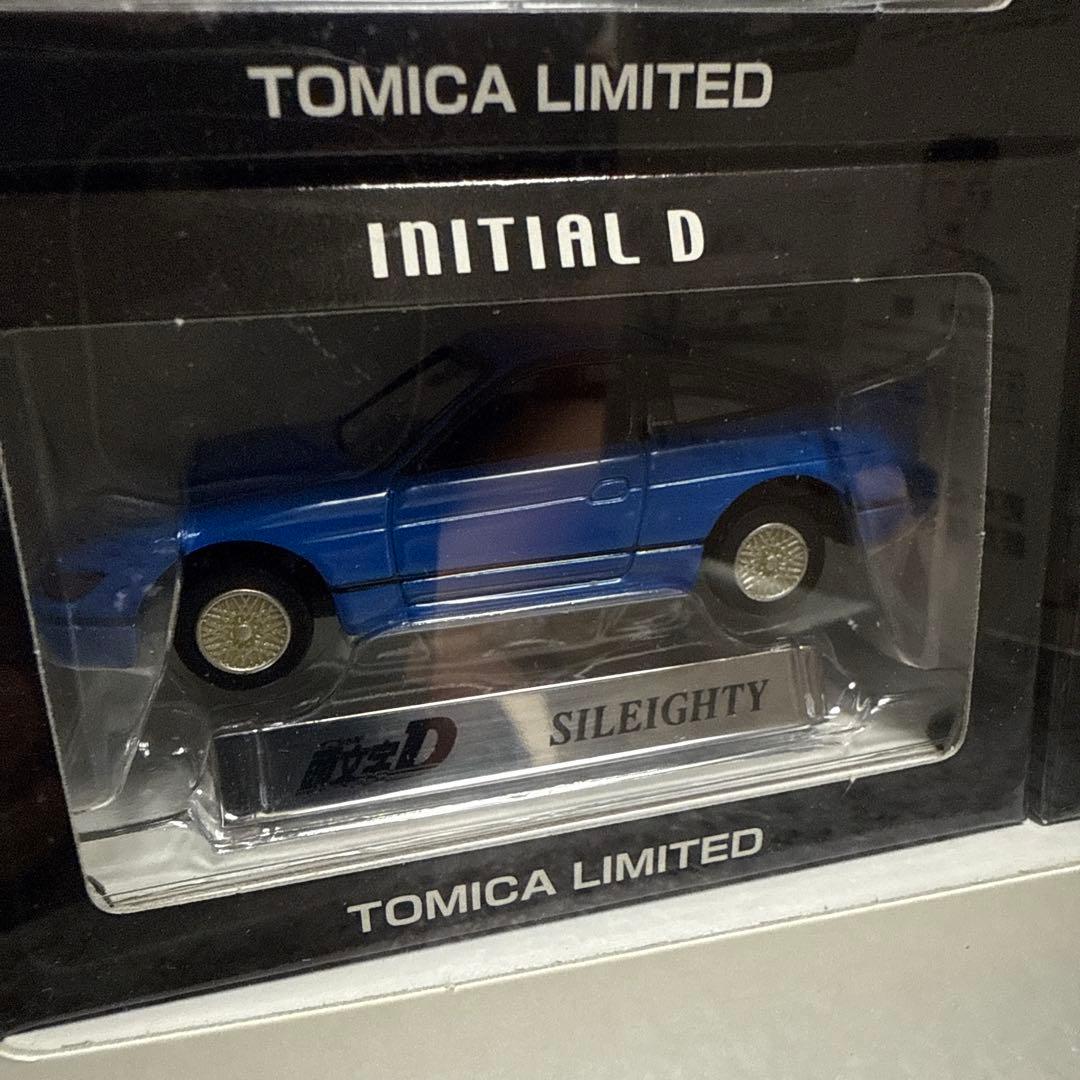 TOMICA LIMITED
INITIAL D
頭文字D SILEIGHTY
TOMICA LIMITED